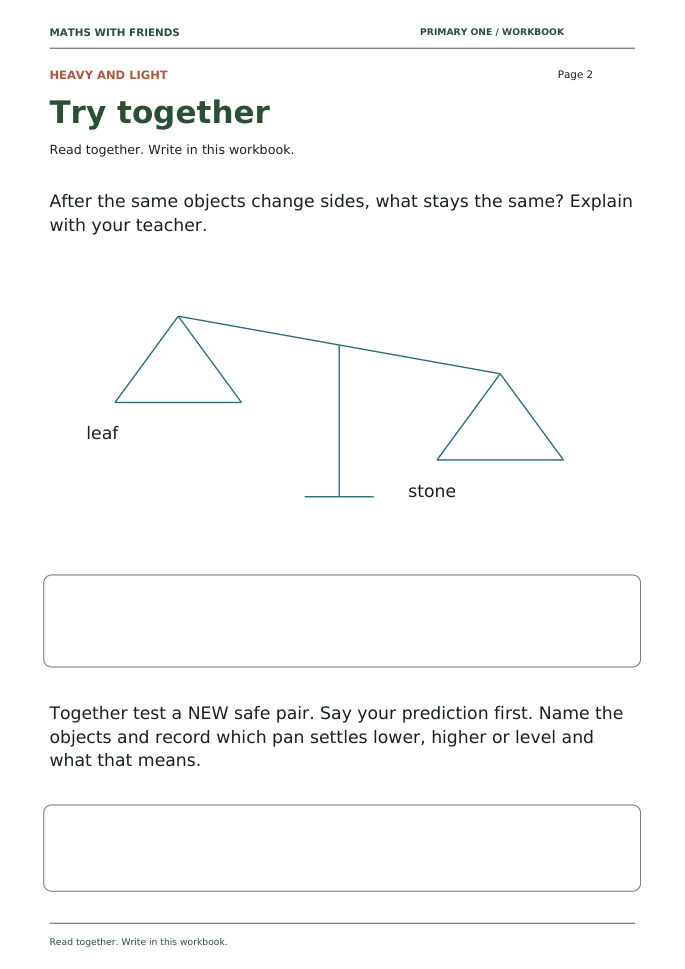 MATHS WITH FRIENDS
PRIMARY ONE / WORKBOOK
HEAVY AND LIGHT
Page 2
Try together
Read together. Write in this workbook.
After the same objects change sides, what stays the same? Explain
with your teacher.
leaf
stone
Together test a NEW safe pair. Say your prediction first. Name the
objects and record which pan settles lower, higher or level and
what that means.
Read together. Write in this workbook.